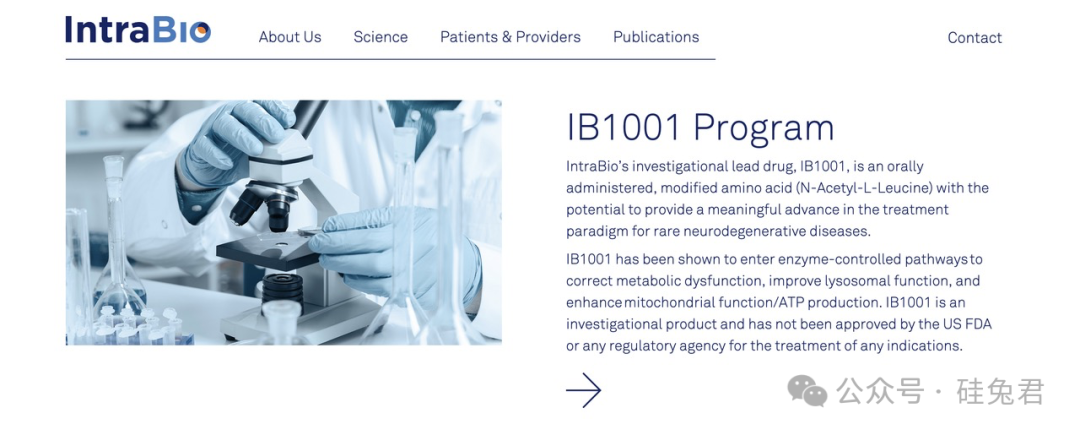 IntraBio
About Us
Science
Patients & Providers
Publications
Contact
IB1001 Program
IntraBio’s investigational lead drug, IB1001, is an orally
administered, modified amino acid (N-Acetyl-L-Leucine) with the
potential to provide a meaningful advance in the treatment
paradigm for rare neurodegenerative diseases.
IB1001 has been shown to enter enzyme-controlled pathways to
correct metabolic dysfunction, improve lysosomal function, and
enhance mitochondrial function/ATP production. IB1001 is an
investigational product and has not been approved by the US FDA
or any regulatory agency for the treatment of any indications.
公众号 · 硅兔君